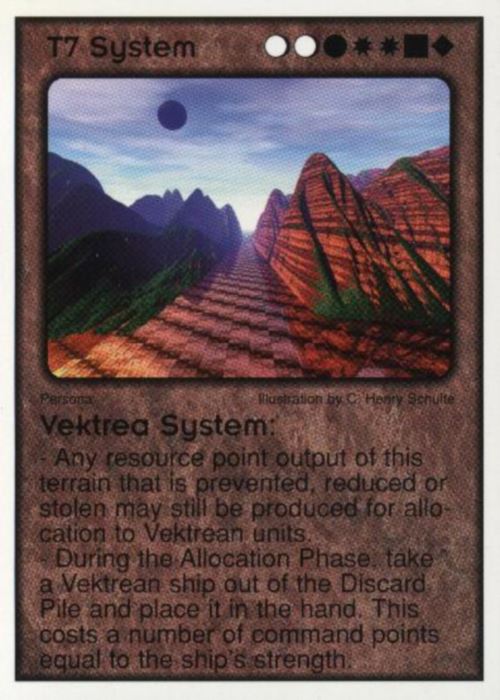 T7 System
Persona:
Illustration by C. Henry Schulte
Vektrea System:
- Any resource point output of this
terrain that is prevented, reduced or
stolen may still be produced for allo-
cation to Vektrean units.
- During the Allocation Phase, take
a Vektrean ship out of the Discard
Pile and place it in the hand. This
costs a number of command points
equal to the ship's strength.